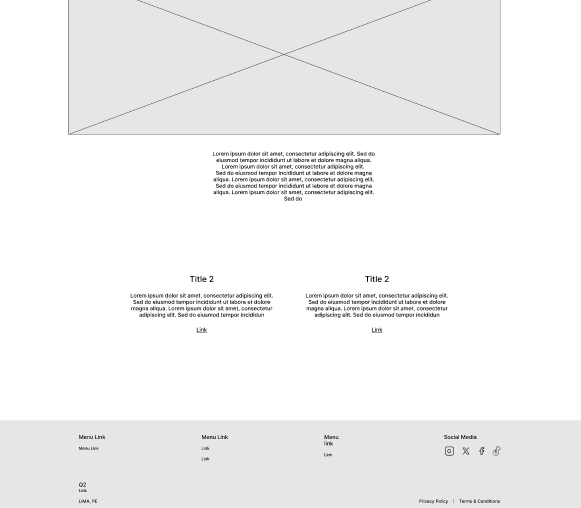 Lorem ipsum dolor sit amet, consectetur adipiscing elit. Sed do
eiusmod tempor incididunt ut labore et dolore magna aliqua.
Lorem ipsum dolor sit amet, consectetur adipiscing elit.
Sed do eiusmod tempor incididunt ut labore et dolore magna
aliqua. Lorem ipsum dolor sit amet, consectetur adipiscing elit.
Sed do eiusmod tempor incididunt ut labore et dolore magna
aliqua. Lorem ipsum dolor sit amet, consectetur adipiscing elit.
Sed do
Title 2
Lorem ipsum dolor sit amet, consectetur adipiscing elit.
Sed do eiusmod tempor incididunt ut labore et dolore
magna aliqua. Lorem ipsum dolor sit amet, consectetur
adipiscing elit. Sed do eiusmod tempor incididun
Link
Title 2
Lorem ipsum dolor sit amet, consectetur adipiscing elit.
Sed do eiusmod tempor incididunt ut labore et dolore
magna aliqua. Lorem ipsum dolor sit amet, consectetur
adipiscing elit. Sed do eiusmod tempor incididun
Link
Menu Link
Menu Link
Menu Link
Link
Link
Manu
link
Link
Social Media
Q2
Link
LIMA, PE
Privacy Policy | Terms & Conditions